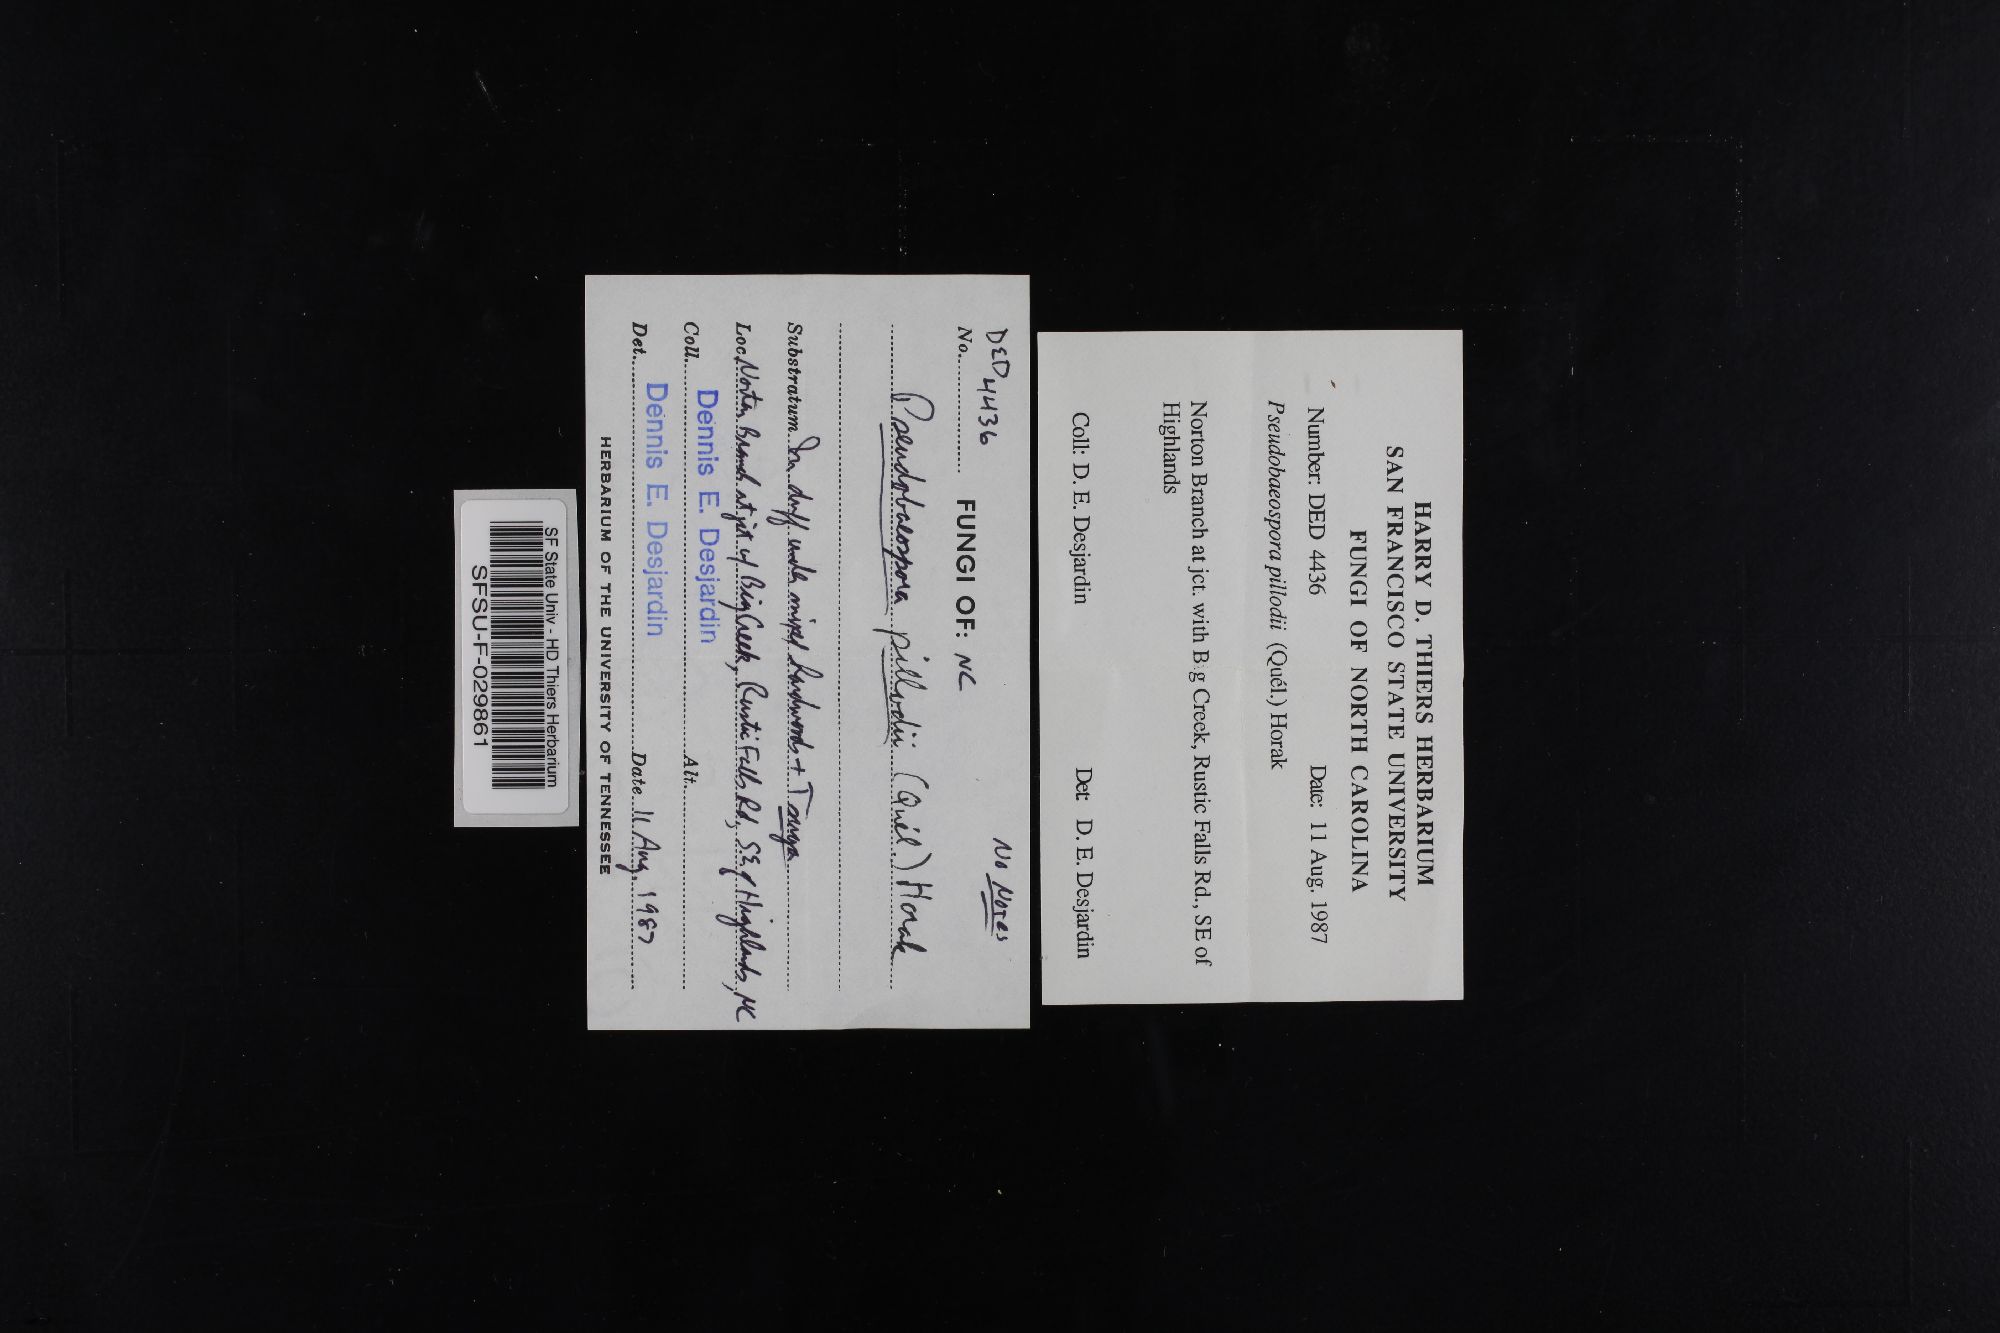 HARRY D. THIERS HERBARIUM
SAN FRANCISCO STATE UNIVERSITY
FUNGI OF NORTH CAROLINA
Number: DED 4436 Date: 11 Aug. 1987
Pseudobaeospora pillodii (Quél.) Horak
Norton Branch at jct. with Big Creek, Rustic Falls Rd., SE of
Highlands
Coll: D. E. Desjardin Det: D. E. Desjardin
DED 4436 No Notes
No. FUNGI OF: NC
Pseudobaeospora pillodii (Quél) Horak
Substratum In duff under mixed hardwoods + Tsuga
Loc. Norton Branch at jct w/ Big Creek, Rustic Falls Rd, SE of Highlands, NC
Coll. Dennis E. Desjardin Alt.
Det. Dennis E. Desjardin Date 11 Aug. 1987
HERBARIUM OF THE UNIVERSITY OF TENNESSEE
SF State Univ - HD Thiers Herbarium
SFSU-F-029861